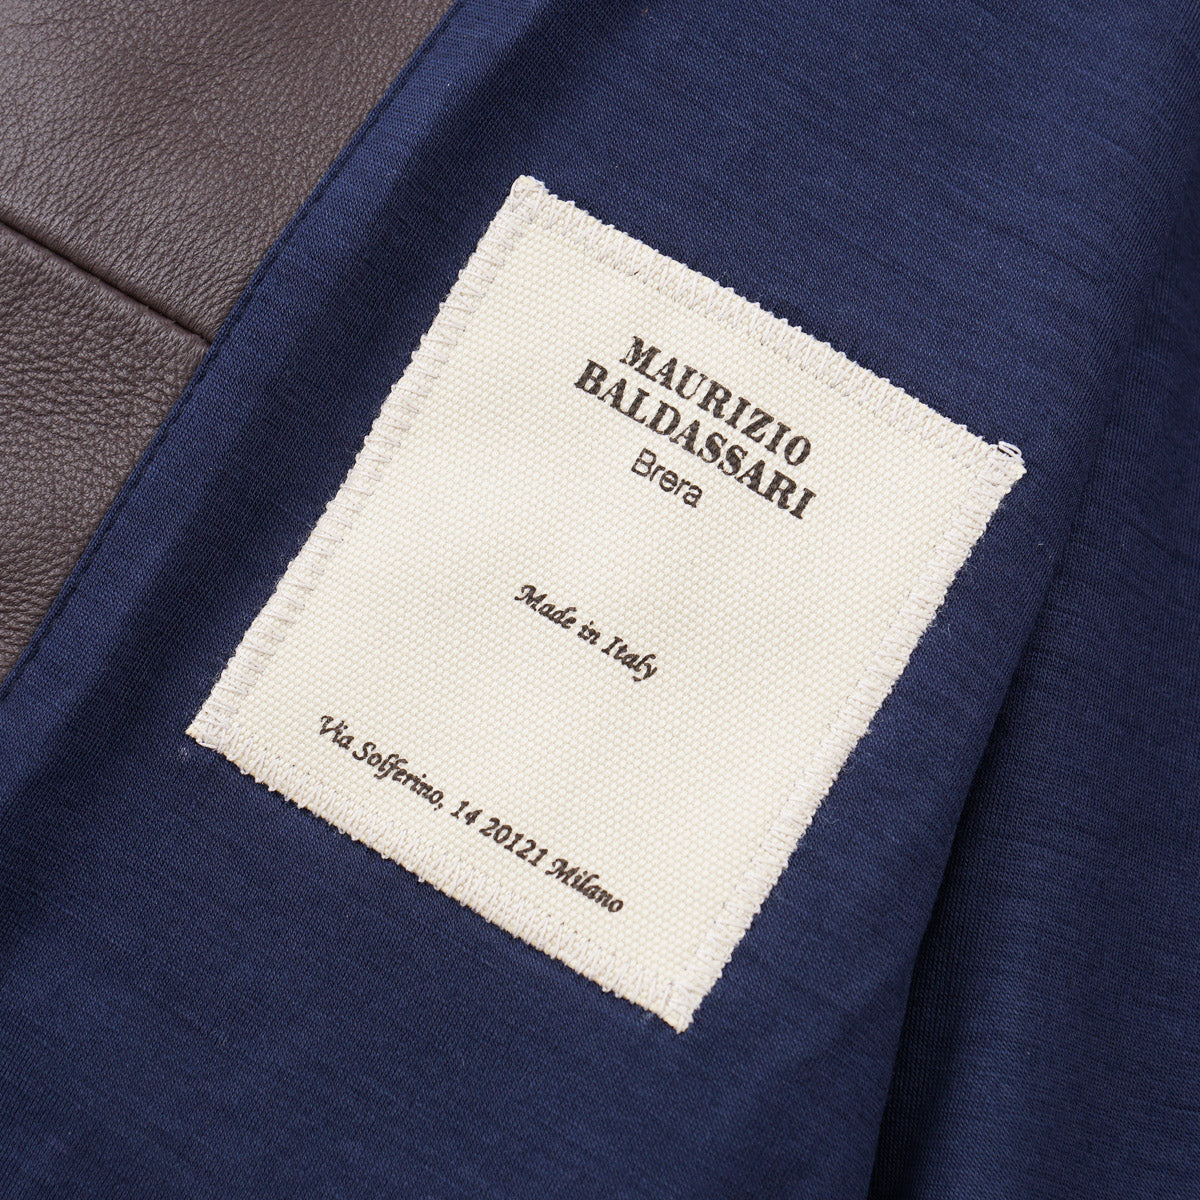 MAURIZIO
BALDASSARI
Brera
Made in Italy
Via Solferino, 14 20121 Milano